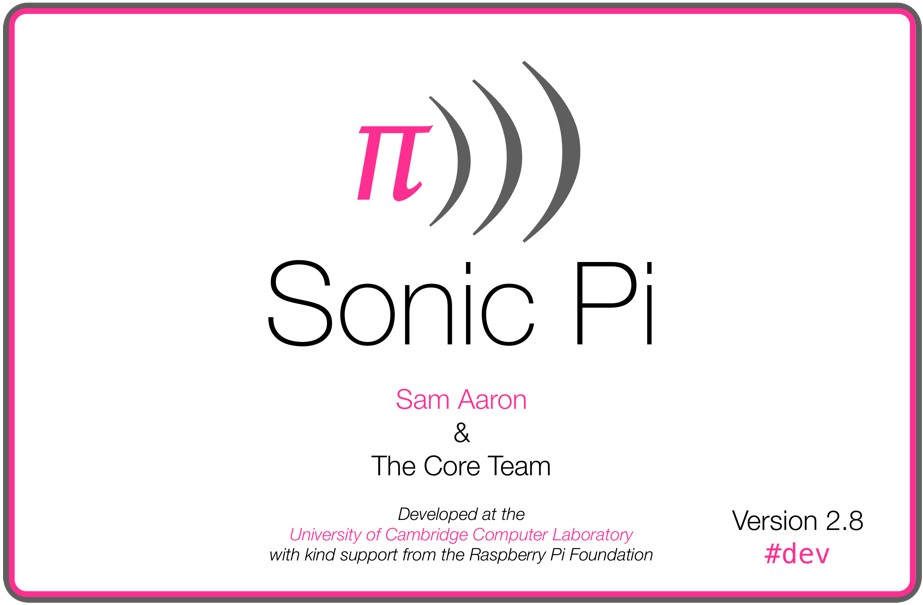 π
Sonic Pi
Sam Aaron
&
The Core Team
Developed at the
University of Cambridge Computer Laboratory
with kind support from the Raspberry Pi Foundation
Version 2.8
#dev